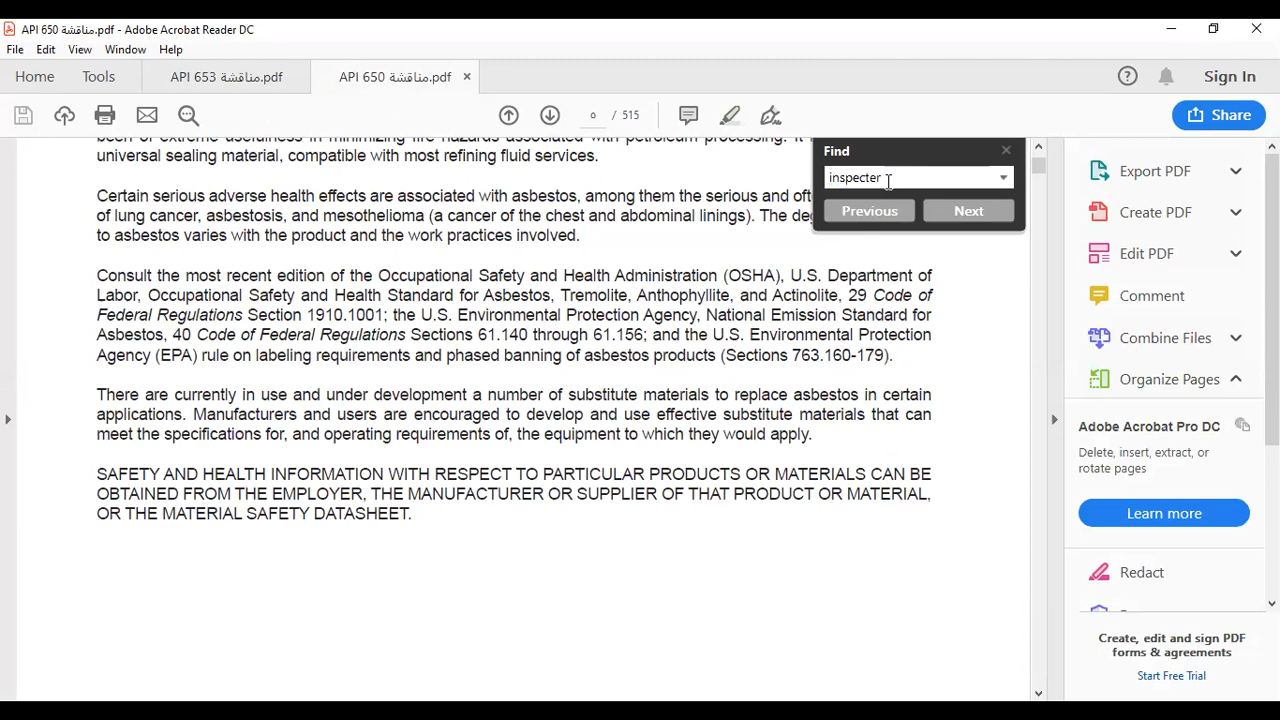 API 650 مناقشة.pdf - Adobe Acrobat Reader DC
File Edit View Window Help
Home Tools API 653 مناقشة.pdf API 650 مناقشة.pdf × Sign In
٥ / 515 Share
universal sealing material, compatible with most refining fluid services.
Find
inspecter
Previous Next
Certain serious adverse health effects are associated with asbestos, among them the serious and
of lung cancer, asbestosis, and mesothelioma (a cancer of the chest and abdominal linings). The
to asbestos varies with the product and the work practices involved.
Consult the most recent edition of the Occupational Safety and Health Administration (OSHA), U.S. Department of
Labor, Occupational Safety and Health Standard for Asbestos, Tremolite, Anthophyllite, and Actinolite, 29 Code of
Federal Regulations Section 1910.1001; the U.S. Environmental Protection Agency, National Emission Standard for
Asbestos, 40 Code of Federal Regulations Sections 61.140 through 61.156; and the U.S. Environmental Protection
Agency (EPA) rule on labeling requirements and phased banning of asbestos products (Sections 763.160-179).
There are currently in use and under development a number of substitute materials to replace asbestos in certain
applications. Manufacturers and users are encouraged to develop and use effective substitute materials that can
meet the specifications for, and operating requirements of, the equipment to which they would apply.
SAFETY AND HEALTH INFORMATION WITH RESPECT TO PARTICULAR PRODUCTS OR MATERIALS CAN BE
OBTAINED FROM THE EMPLOYER, THE MANUFACTURER OR SUPPLIER OF THAT PRODUCT OR MATERIAL,
OR THE MATERIAL SAFETY DATASHEET.
Export PDF
Create PDF
Edit PDF
Comment
Combine Files
Organize Pages
Adobe Acrobat Pro DC
Delete, insert, extract, or
rotate pages
Learn more
Redact
Create, edit and sign PDF
forms & agreements
Start Free Trial